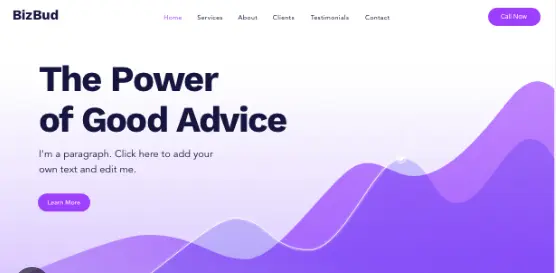 BizBud
Home Services About Clients Testimonials Contact
Call Now
The Power
of Good Advice
I'm a paragraph. Click here to add your
own text and edit me.
Learn More